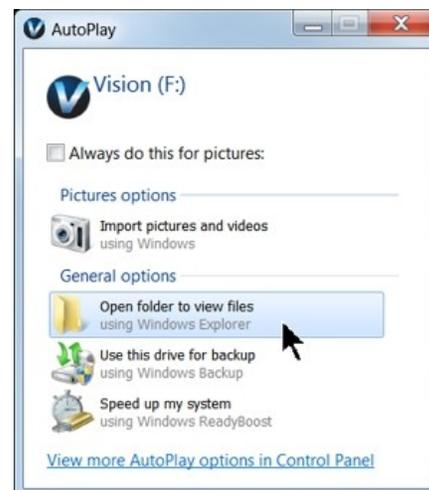 AutoPlay
Vision (F:)
Always do this for pictures:
Pictures options
Import pictures and videos
using Windows
General options
Open folder to view files
using Windows Explorer
Use this drive for backup
using Windows Backup
Speed up my system
using Windows ReadyBoost
View more AutoPlay options in Control Panel